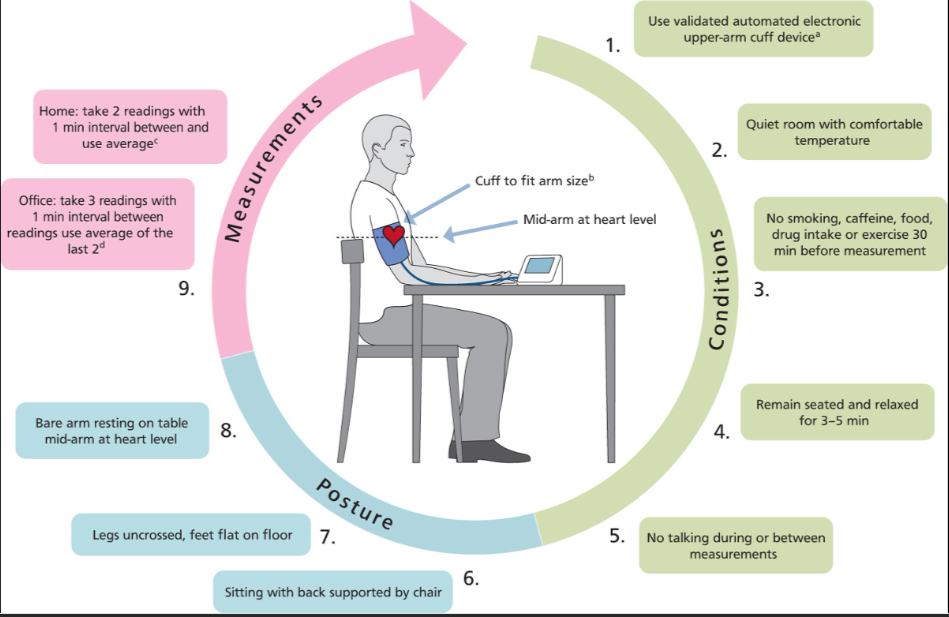 1.
Use validated automated electronic
upper-arm cuff deviceᵃ
2.
Quiet room with comfortable
temperature
No smoking, caffeine, food,
drug intake or exercise 30
min before measurement
3.
Conditions
Remain seated and relaxed
for 3–5 min
4.
5.
No talking during or between
measurements
6.
Sitting with back supported by chair
Posture
7.
Legs uncrossed, feet flat on floor
8.
Bare arm resting on table
mid-arm at heart level
Measurements
Home: take 2 readings with
1 min interval between and
use averageᶜ
Office: take 3 readings with
1 min interval between
readings use average of the
last 2ᵈ
9.
Cuff to fit arm sizeᵇ
Mid-arm at heart level